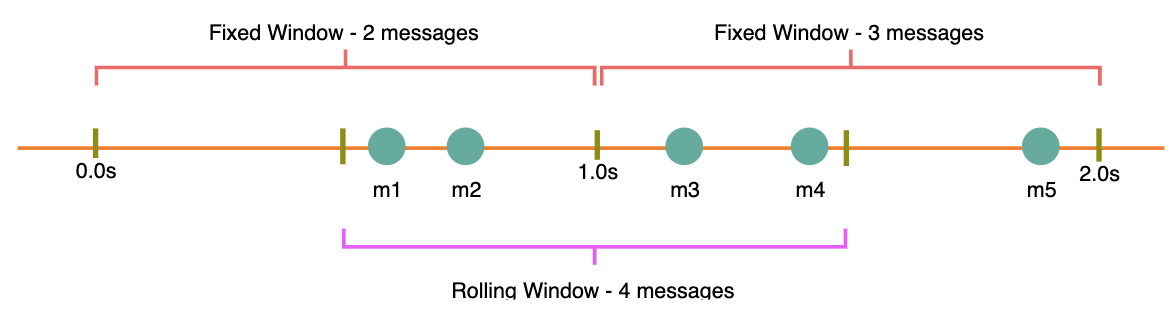 Fixed Window - 2 messages
Fixed Window - 3 messages
0.0s
1.0s
2.0s
m1
m2
m3
m4
m5
Rolling Window - 4 messages